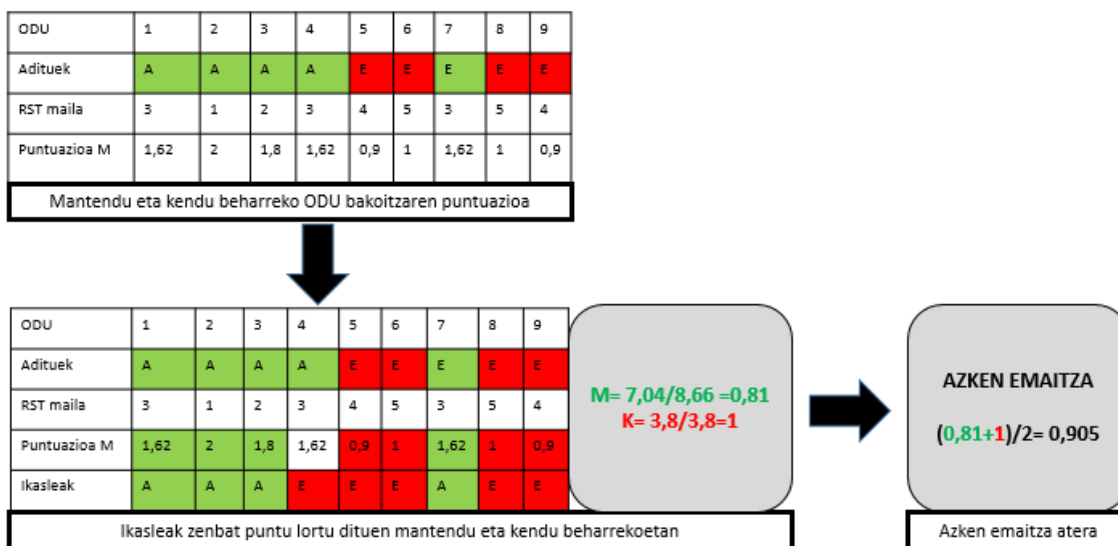 ODU 1 2 3 4 5 6 7 8 9
Adituek A A A A E E E E E
RST maila 3 1 2 3 4 5 3 5 4
Puntuazioa M 1,62 2 1,8 1,62 0,9 1 1,62 1 0,9
Mantendu eta kendu beharreko ODU bakoitzaren puntuazioa
ODU 1 2 3 4 5 6 7 8 9
Adituek A A A A E E E E E
RST maila 3 1 2 3 4 5 3 5 4
Puntuazioa M 1,62 2 1,8 1,62 0,9 1 1,62 1 0,9
Ikasleak A A A E E E A E E
Ikasleak zenbat puntu lortu dituen mantendu eta kendu beharrekoetan
M= 7,04/8,66 =0,81
K= 3,8/3,8=1
AZKEN EMAITZA
(0,81+1)/2= 0,905
Azken emaitza atera